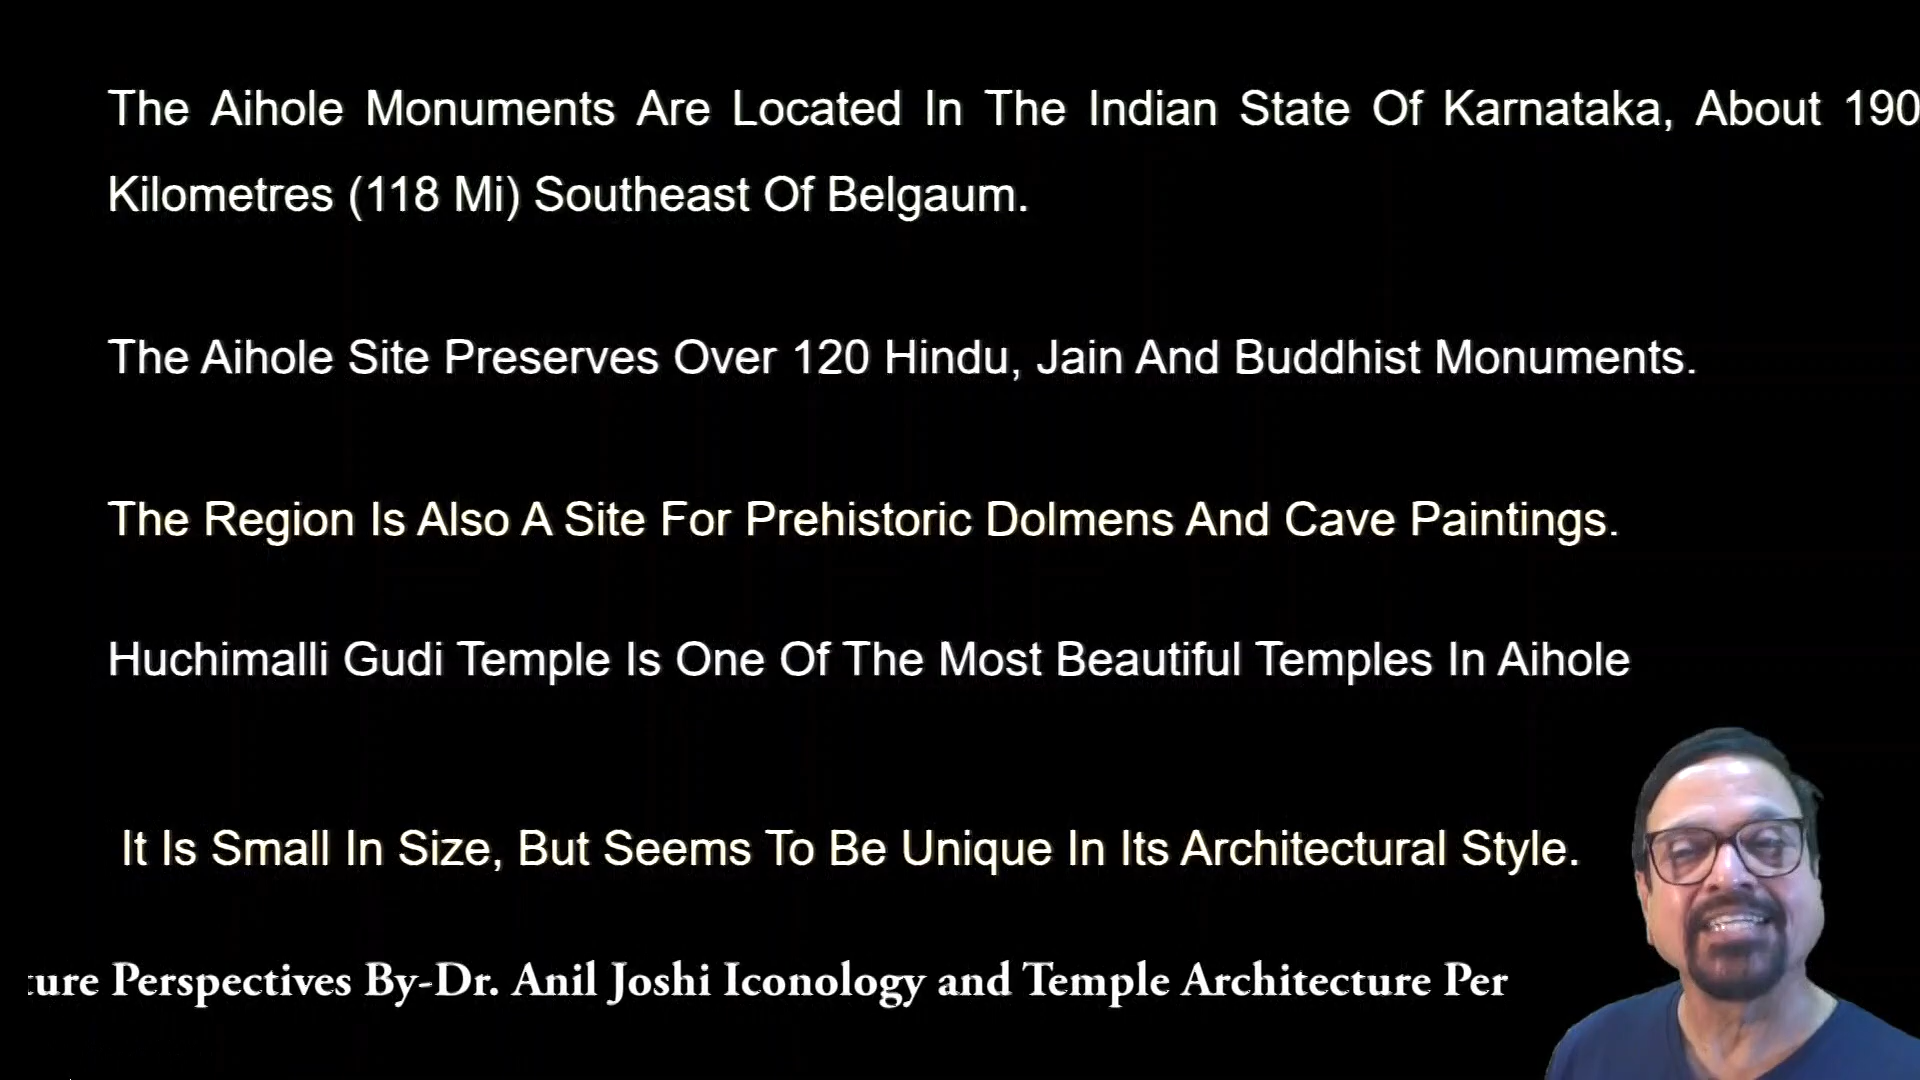 The Aihole Monuments Are Located In The Indian State Of Karnataka, About 190
Kilometres (118 Mi) Southeast Of Belgaum.
The Aihole Site Preserves Over 120 Hindu, Jain And Buddhist Monuments.
The Region Is Also A Site For Prehistoric Dolmens And Cave Paintings.
Huchimalli Gudi Temple Is One Of The Most Beautiful Temples In Aihole
It Is Small In Size, But Seems To Be Unique In Its Architectural Style.
ture Perspectives By-Dr. Anil Joshi Iconology and Temple Architecture Per